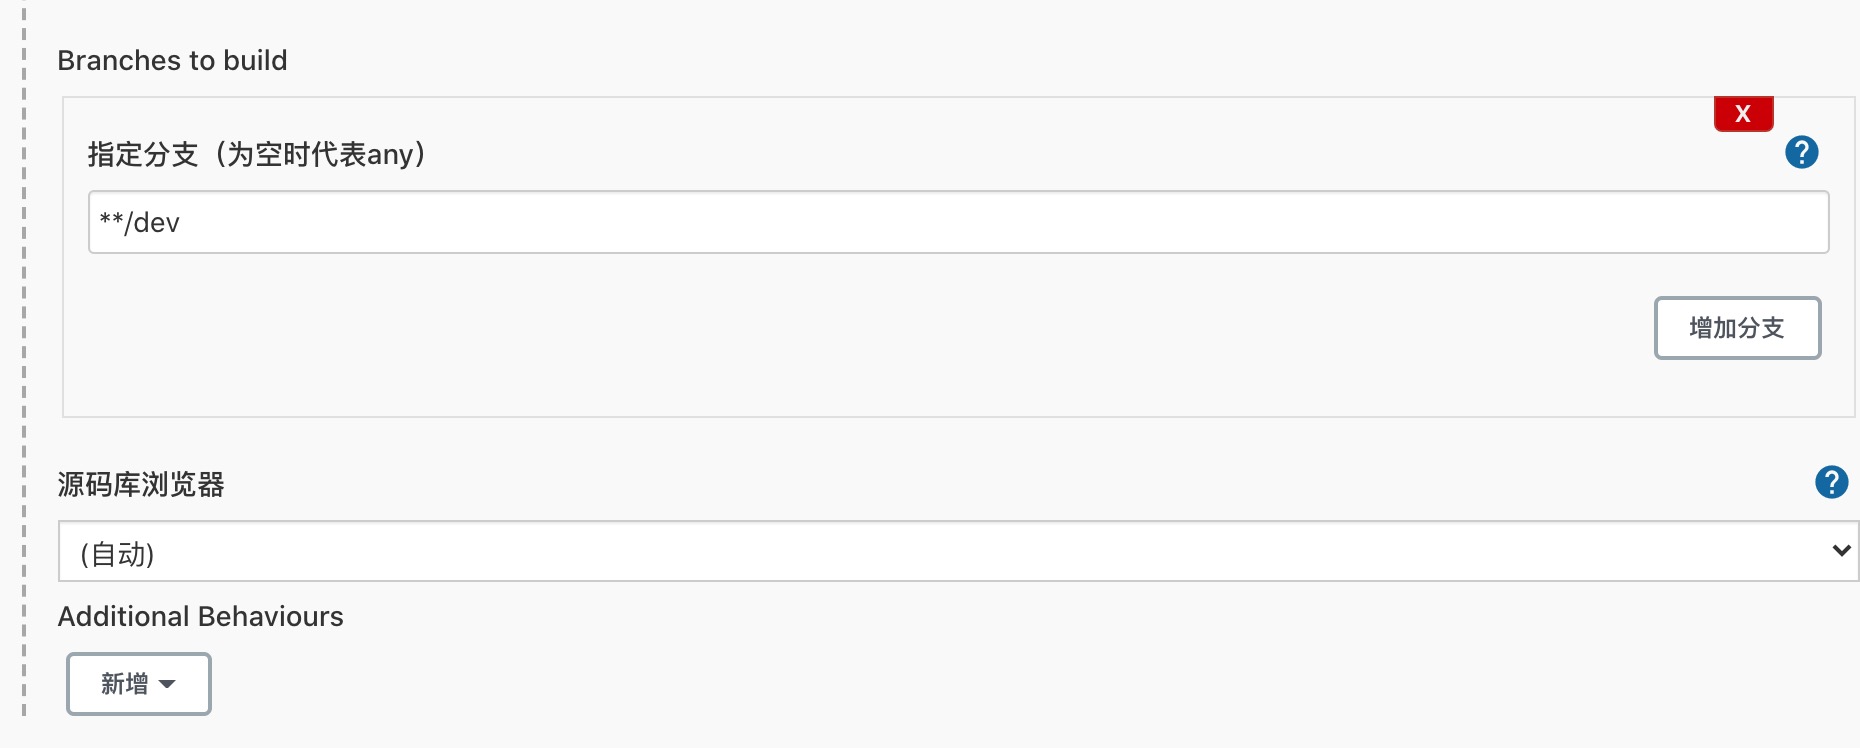 Branches to build
X
指定分支（为空时代表any）
?
**/dev
增加分支
源码库浏览器
?
(自动)
Additional Behaviours
新增